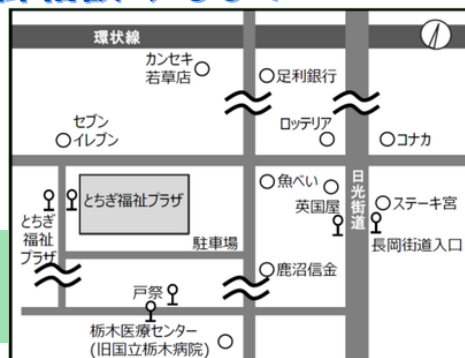 環状線
カンセキ
若草店
足利銀行
セブン
イレブン
ロッテリア
コナカ
とちぎ福祉プラザ
魚べい
英国屋
日光街道
ステーキ宮
とちぎ
福祉
プラザ
駐車場
長岡街道入口
鹿沼信金
戸祭
栃木医療センター
(旧国立栃木病院)